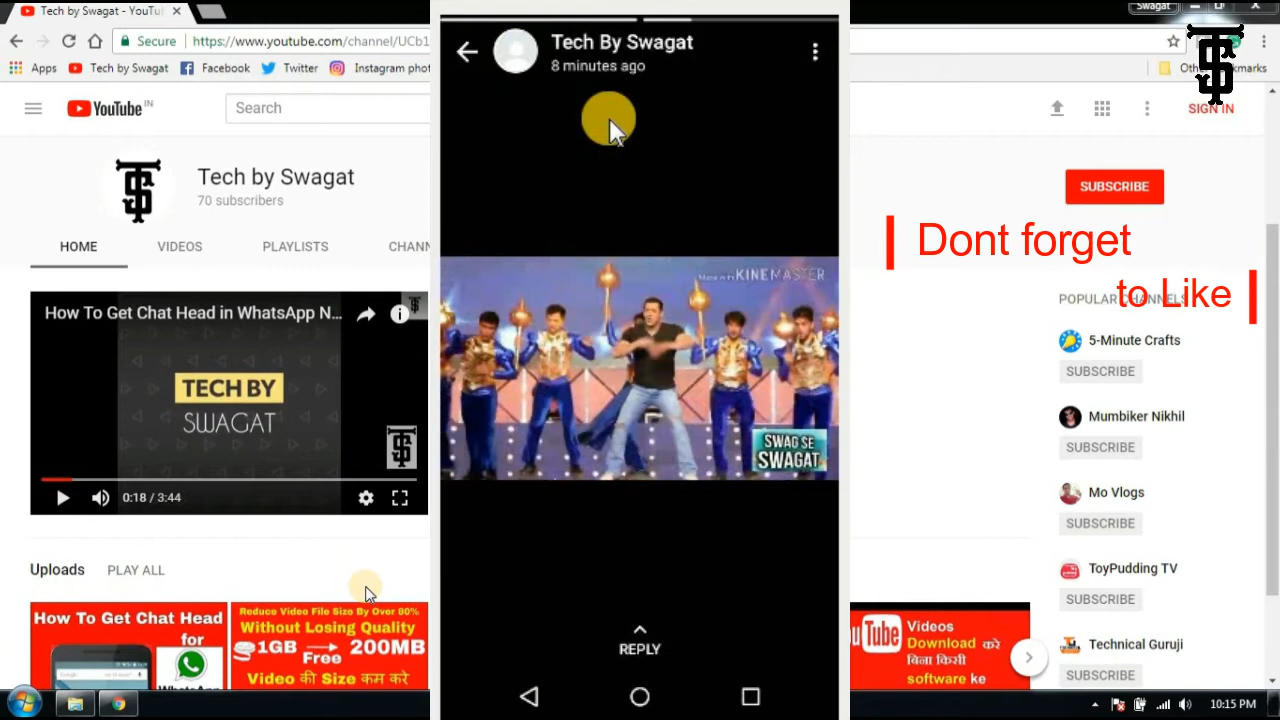 Tech by Swagat - YouTu
Swagat
Secure
https://www.youtube.com/channel/UCb1
Apps
Tech by Swagat
Facebook
Twitter
Instagram phot
YouTube IN
Search
SIGN IN
Tech by Swagat
70 subscribers
SUBSCRIBE
HOME
VIDEOS
PLAYLISTS
CHANN
How To Get Chat Head in WhatsApp N...
TECH BY
SWAGAT
0:18 / 3:44
Uploads
PLAY ALL
How To Get Chat Head
for
Reduce Video File Size By Over 80%
Without Losing Quality
1GB
200MB
Free
Video की Size कम करे
Tech By Swagat
8 minutes ago
Made with KINEMASTER
SWAG SE
SWAGAT
REPLY
Dont forget
to Like
POPULAR CHANNELS
5-Minute Crafts
SUBSCRIBE
Mumbiker Nikhil
SUBSCRIBE
Mo Vlogs
SUBSCRIBE
ToyPudding TV
SUBSCRIBE
Technical Guruji
SUBSCRIBE
Videos
Download करे
बिना किसी
software ke
10:15 PM